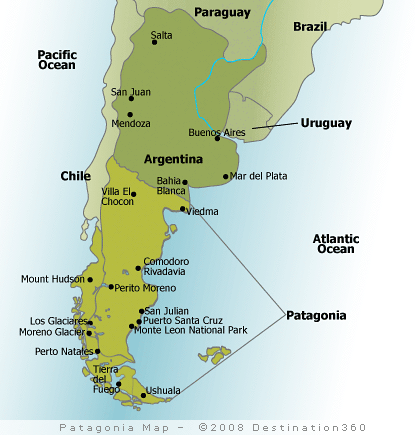 Paraguay
Brazil
Salta
Pacific
Ocean
San Juan
Mendoza
Buenos Aires
Uruguay
Argentina
Chile
Bahia
Blanca
Mar del Plata
Villa El
Chocon
Viedma
Atlantic
Ocean
Comodoro
Rivadavia
Mount Hudson
Perito Moreno
San Julian
Puerto Santa Cruz
Patagonia
Los Glaciares
Moreno Glacier
Monte Leon National Park
Perto Natales
Tierra
del
Fuego
Ushuala
Patagonia Map - ©2008 Destination360